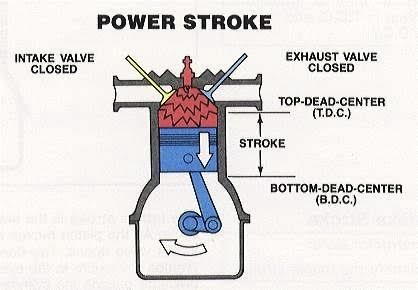 POWER STROKE
INTAKE VALVE
CLOSED
EXHAUST VALVE
CLOSED
TOP-DEAD-CENTER
(T.D.C.)
STROKE
BOTTOM-DEAD-CENTER
(B.D.C.)